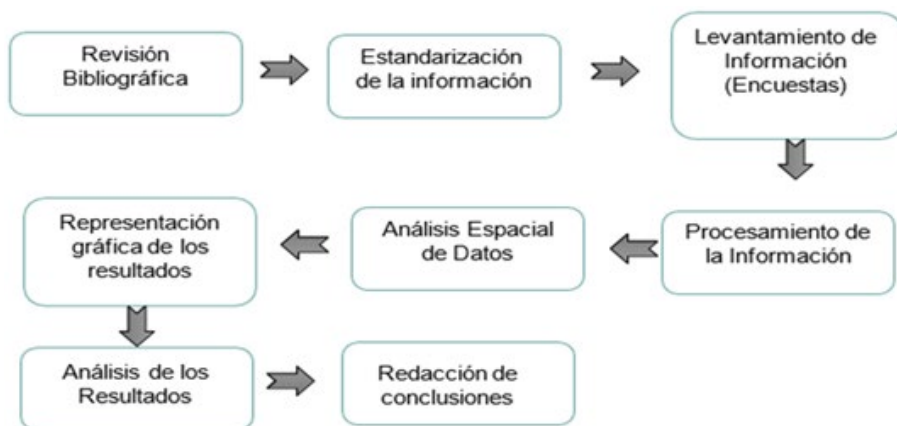 Revisión
Bibliográfica
Estandarización
de la información
Levantamiento de
Información
(Encuestas)
Procesamiento de
la Información
Análisis Espacial
de Datos
Representación
gráfica de los
resultados
Análisis de los
Resultados
Redacción de
conclusiones